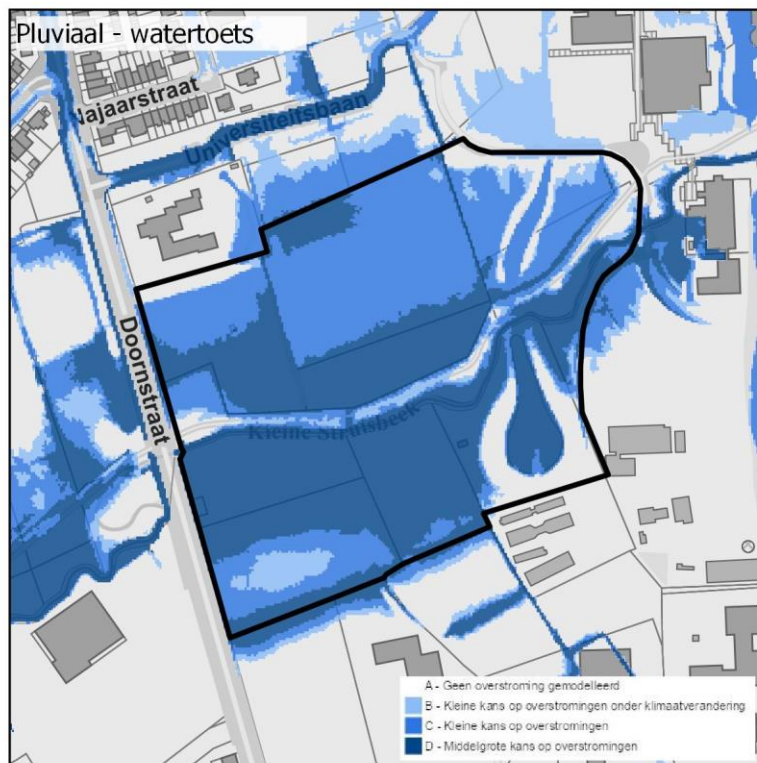 Pluviaal - watertoets
Najaarstraat
Universiteitsbaan
Doornstraat
Kleine Struisbeek
A - Geen overstroming gemodelleerd
B - Kleine kans op overstromingen onder klimaatverandering
C - Kleine kans op overstromingen
D - Middelgrote kans op overstromingen